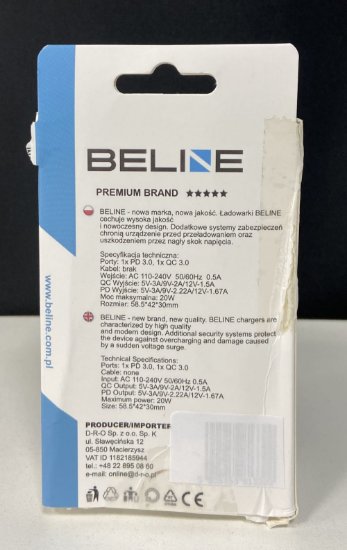 BELINE
PREMIUM BRAND ★★★★★
BELINE - nowa marka, nowa jakość. Ładowarki BELINE
cechuje wysoka jakość
i nowoczesny design. Dodatkowe systemy zabezpieczeń
chronią urządzenie przed przeładowaniem oraz
uszkodzeniem przez nagły skok napięcia.
Specyfikacja techniczna:
Porty: 1x PD 3.0, 1x QC 3.0
Kabel: brak
Wejście: AC 110-240V 50/60Hz 0.5A
QC Wyjście: 5V-3A/9V-2A/12V-1.5A
PD Wyjście: 5V-3A/9V-2.22A/12V-1.67A
Moc maksymalna: 20W
Rozmiar: 58.5*42*30mm
BELINE - new brand, new quality. BELINE chargers are
characterized by high quality
and modern design. Additional security systems protect
the device against overcharging and damage caused
by a sudden voltage surge.
Technical Specifications:
Ports: 1x PD 3.0, 1x QC 3.0
Cable: none
Input: AC 110-240V 50/60Hz 0.5A
QC Output: 5V-3A/9V-2A/12V-1.5A
PD Output: 5V-3A/9V-2.22A/12V-1.67A
Maximum power: 20W
Size: 58.5*42*30mm
PRODUCER/IMPORTER
D-R-O Sp. z o.o. Sp. K
ul. Sławęcińska 12
05-850 Macierzysz
VAT ID 1182185944
tel.: +48 22 895 08 60
e-mail: online@d-r-o.pl
www.beline.com.pl
CE